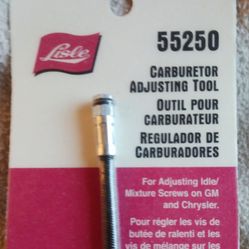 Lisle
55250
CARBURETOR
ADJUSTING TOOL
OUTIL POUR
CARBURATEUR
REGULADOR DE
CARBURADORES
For Adjusting Idle/
Mixture Screws on GM
and Chrysler.
Pour régler les vis de
butée de ralenti et les
vis de mélange sur les